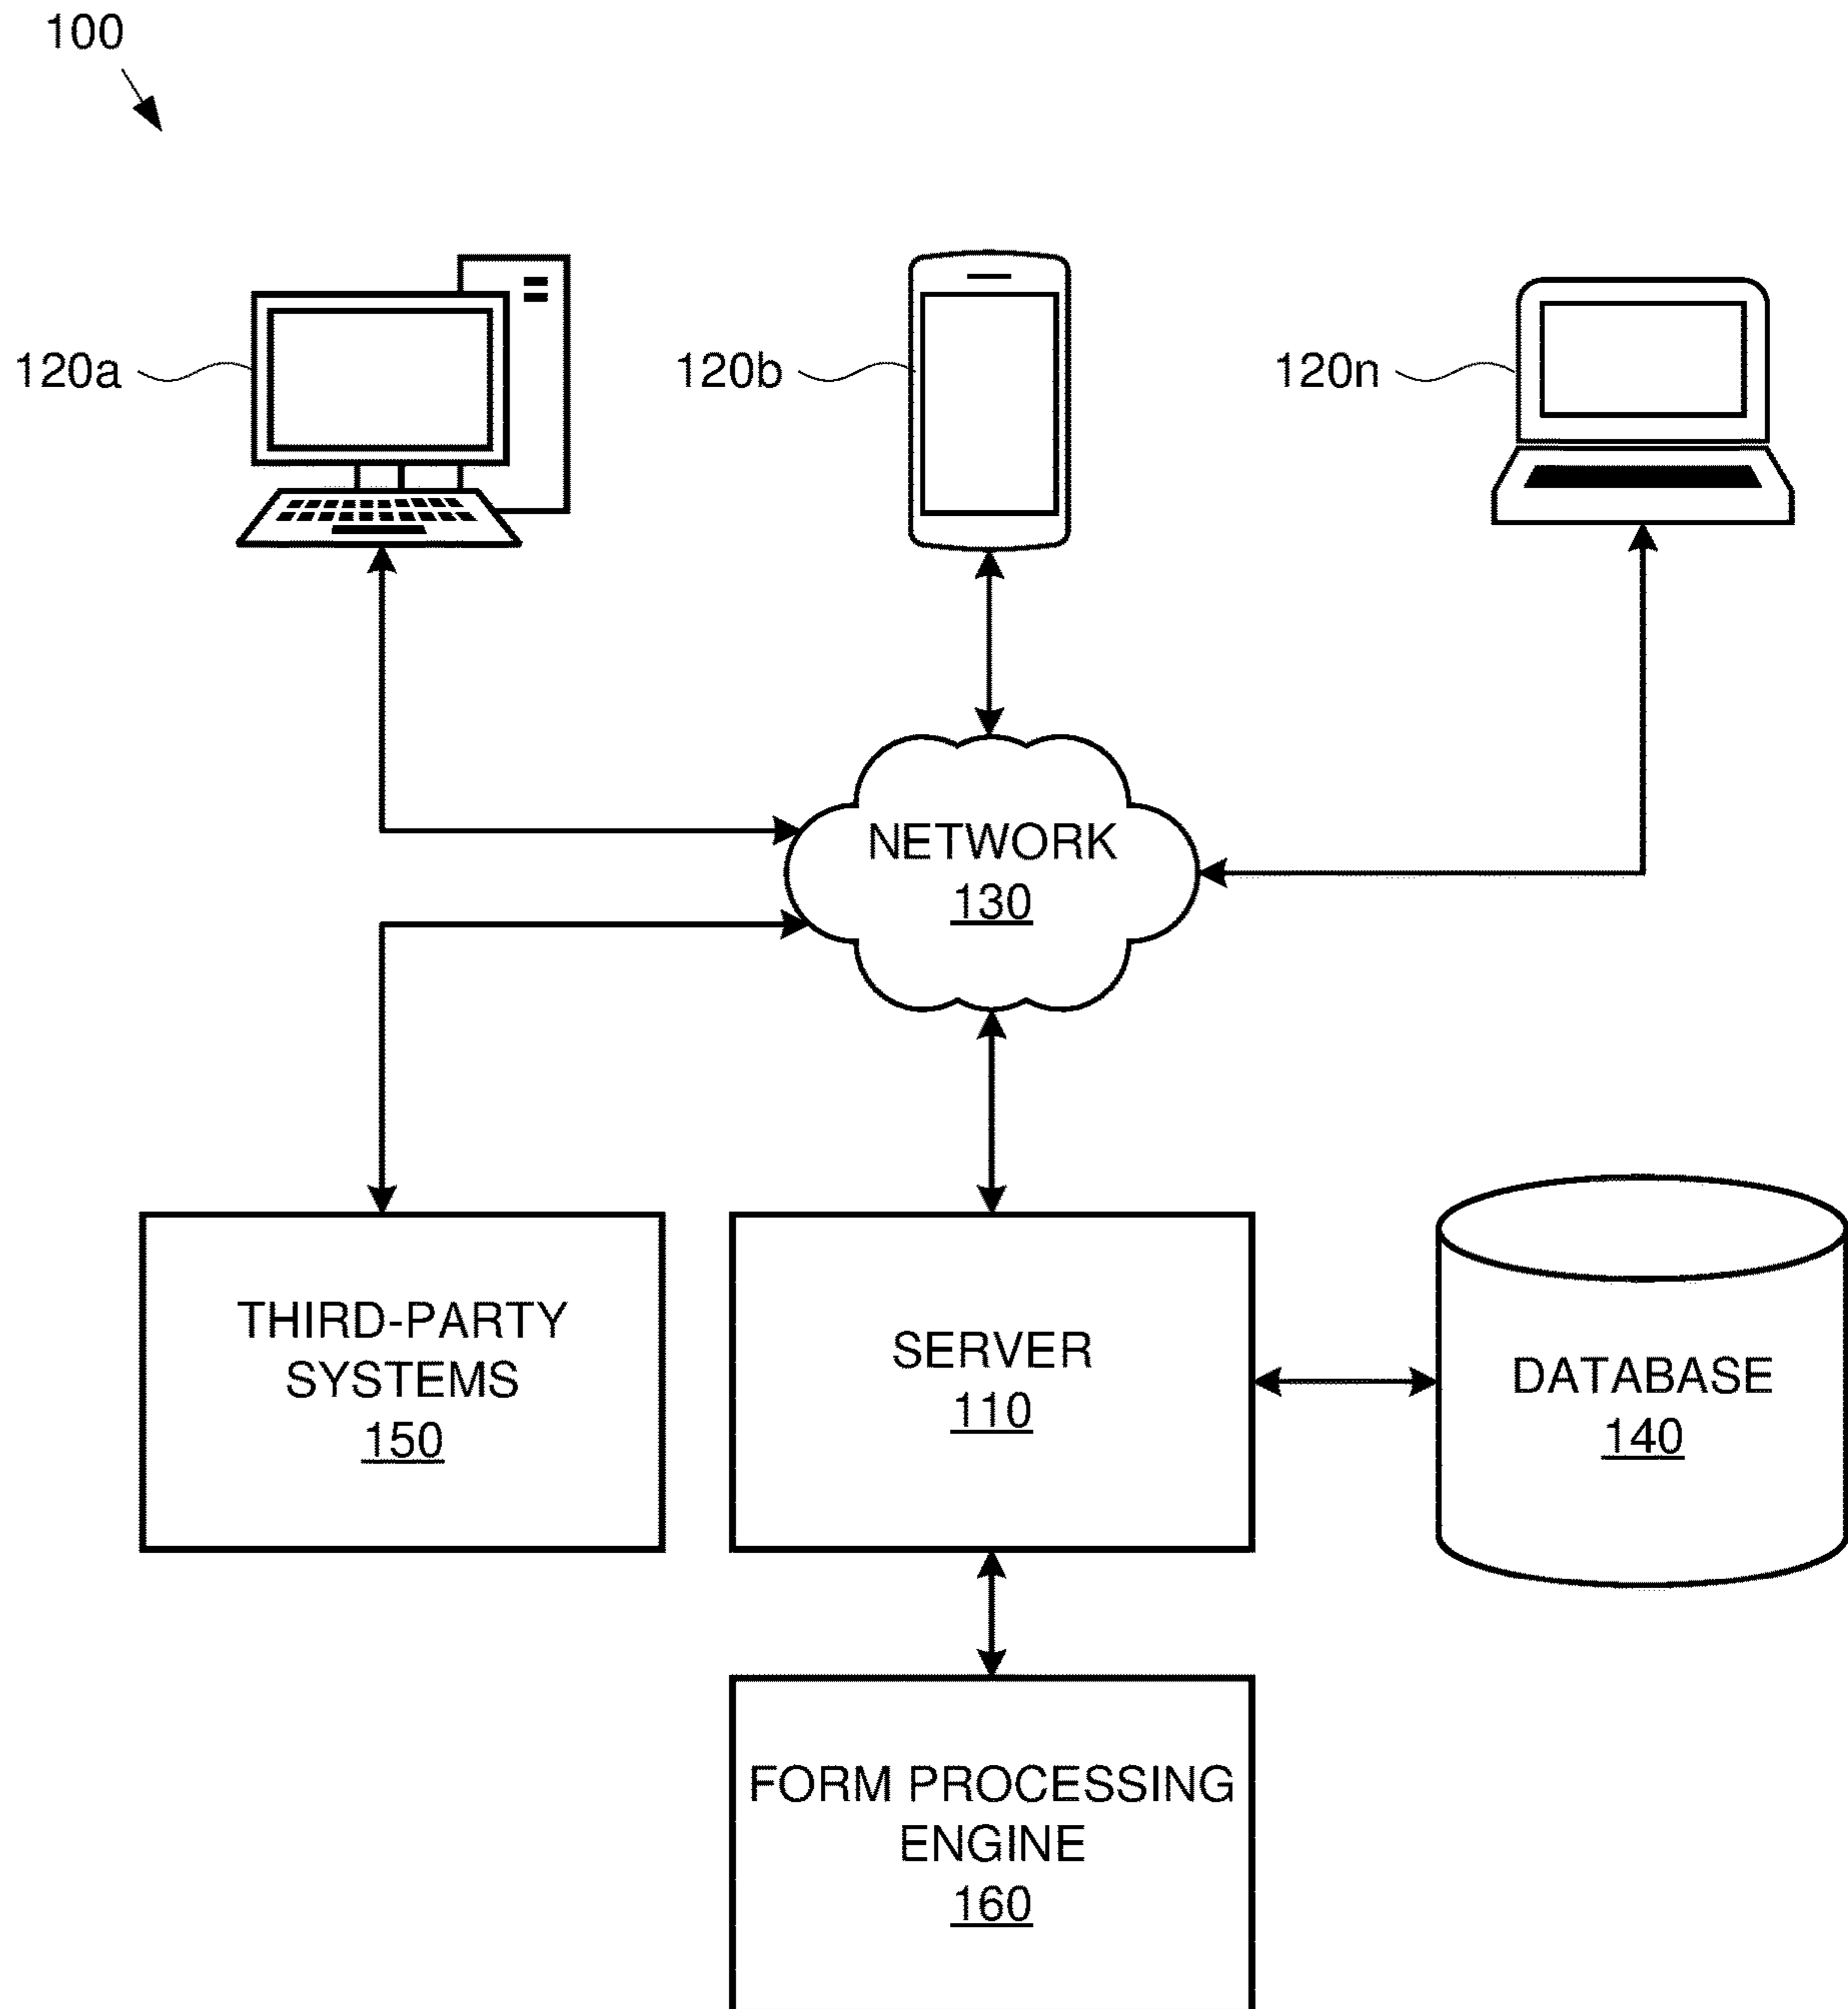 100
120a
120b
120n
NETWORK
130
THIRD-PARTY
SYSTEMS
150
SERVER
110
DATABASE
140
FORM PROCESSING
ENGINE
160